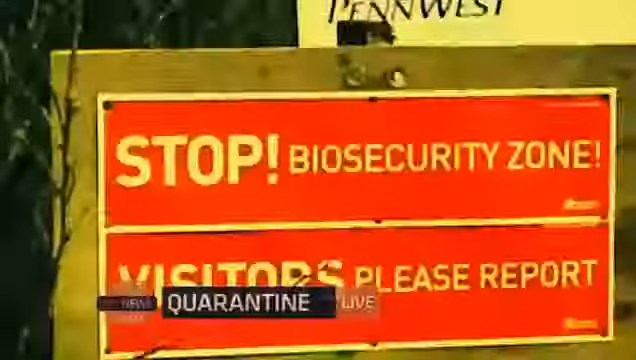 PENNWEST
STOP! BIOSECURITY ZONE!
VISITORS PLEASE REPORT
NEWS QUARANTINE LIVE